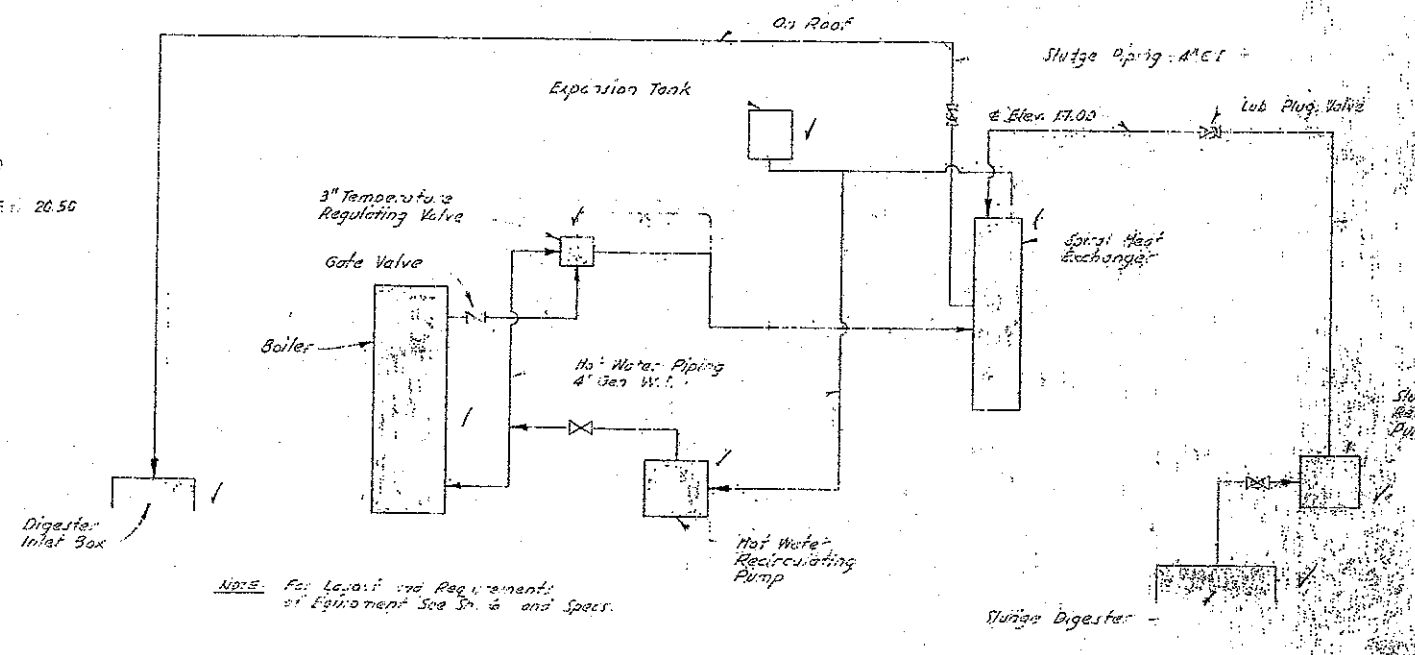 On Roof
Sludge Piping 4" C I
Expansion Tank
Lub Plug Valve
₵ Elev. 17.00
20.50
3" Temperature
Regulating Valve
Spiral Heat
Exchanger
Gate Valve
Boiler
Hot Water Piping
4" Gen W.I.
Digester
Inlet Box
Hot Water
Recirculating
Pump
NOTE: For Layout and Requirements
of Equipment See Sh. 6 and Specs.
Sludge Digester